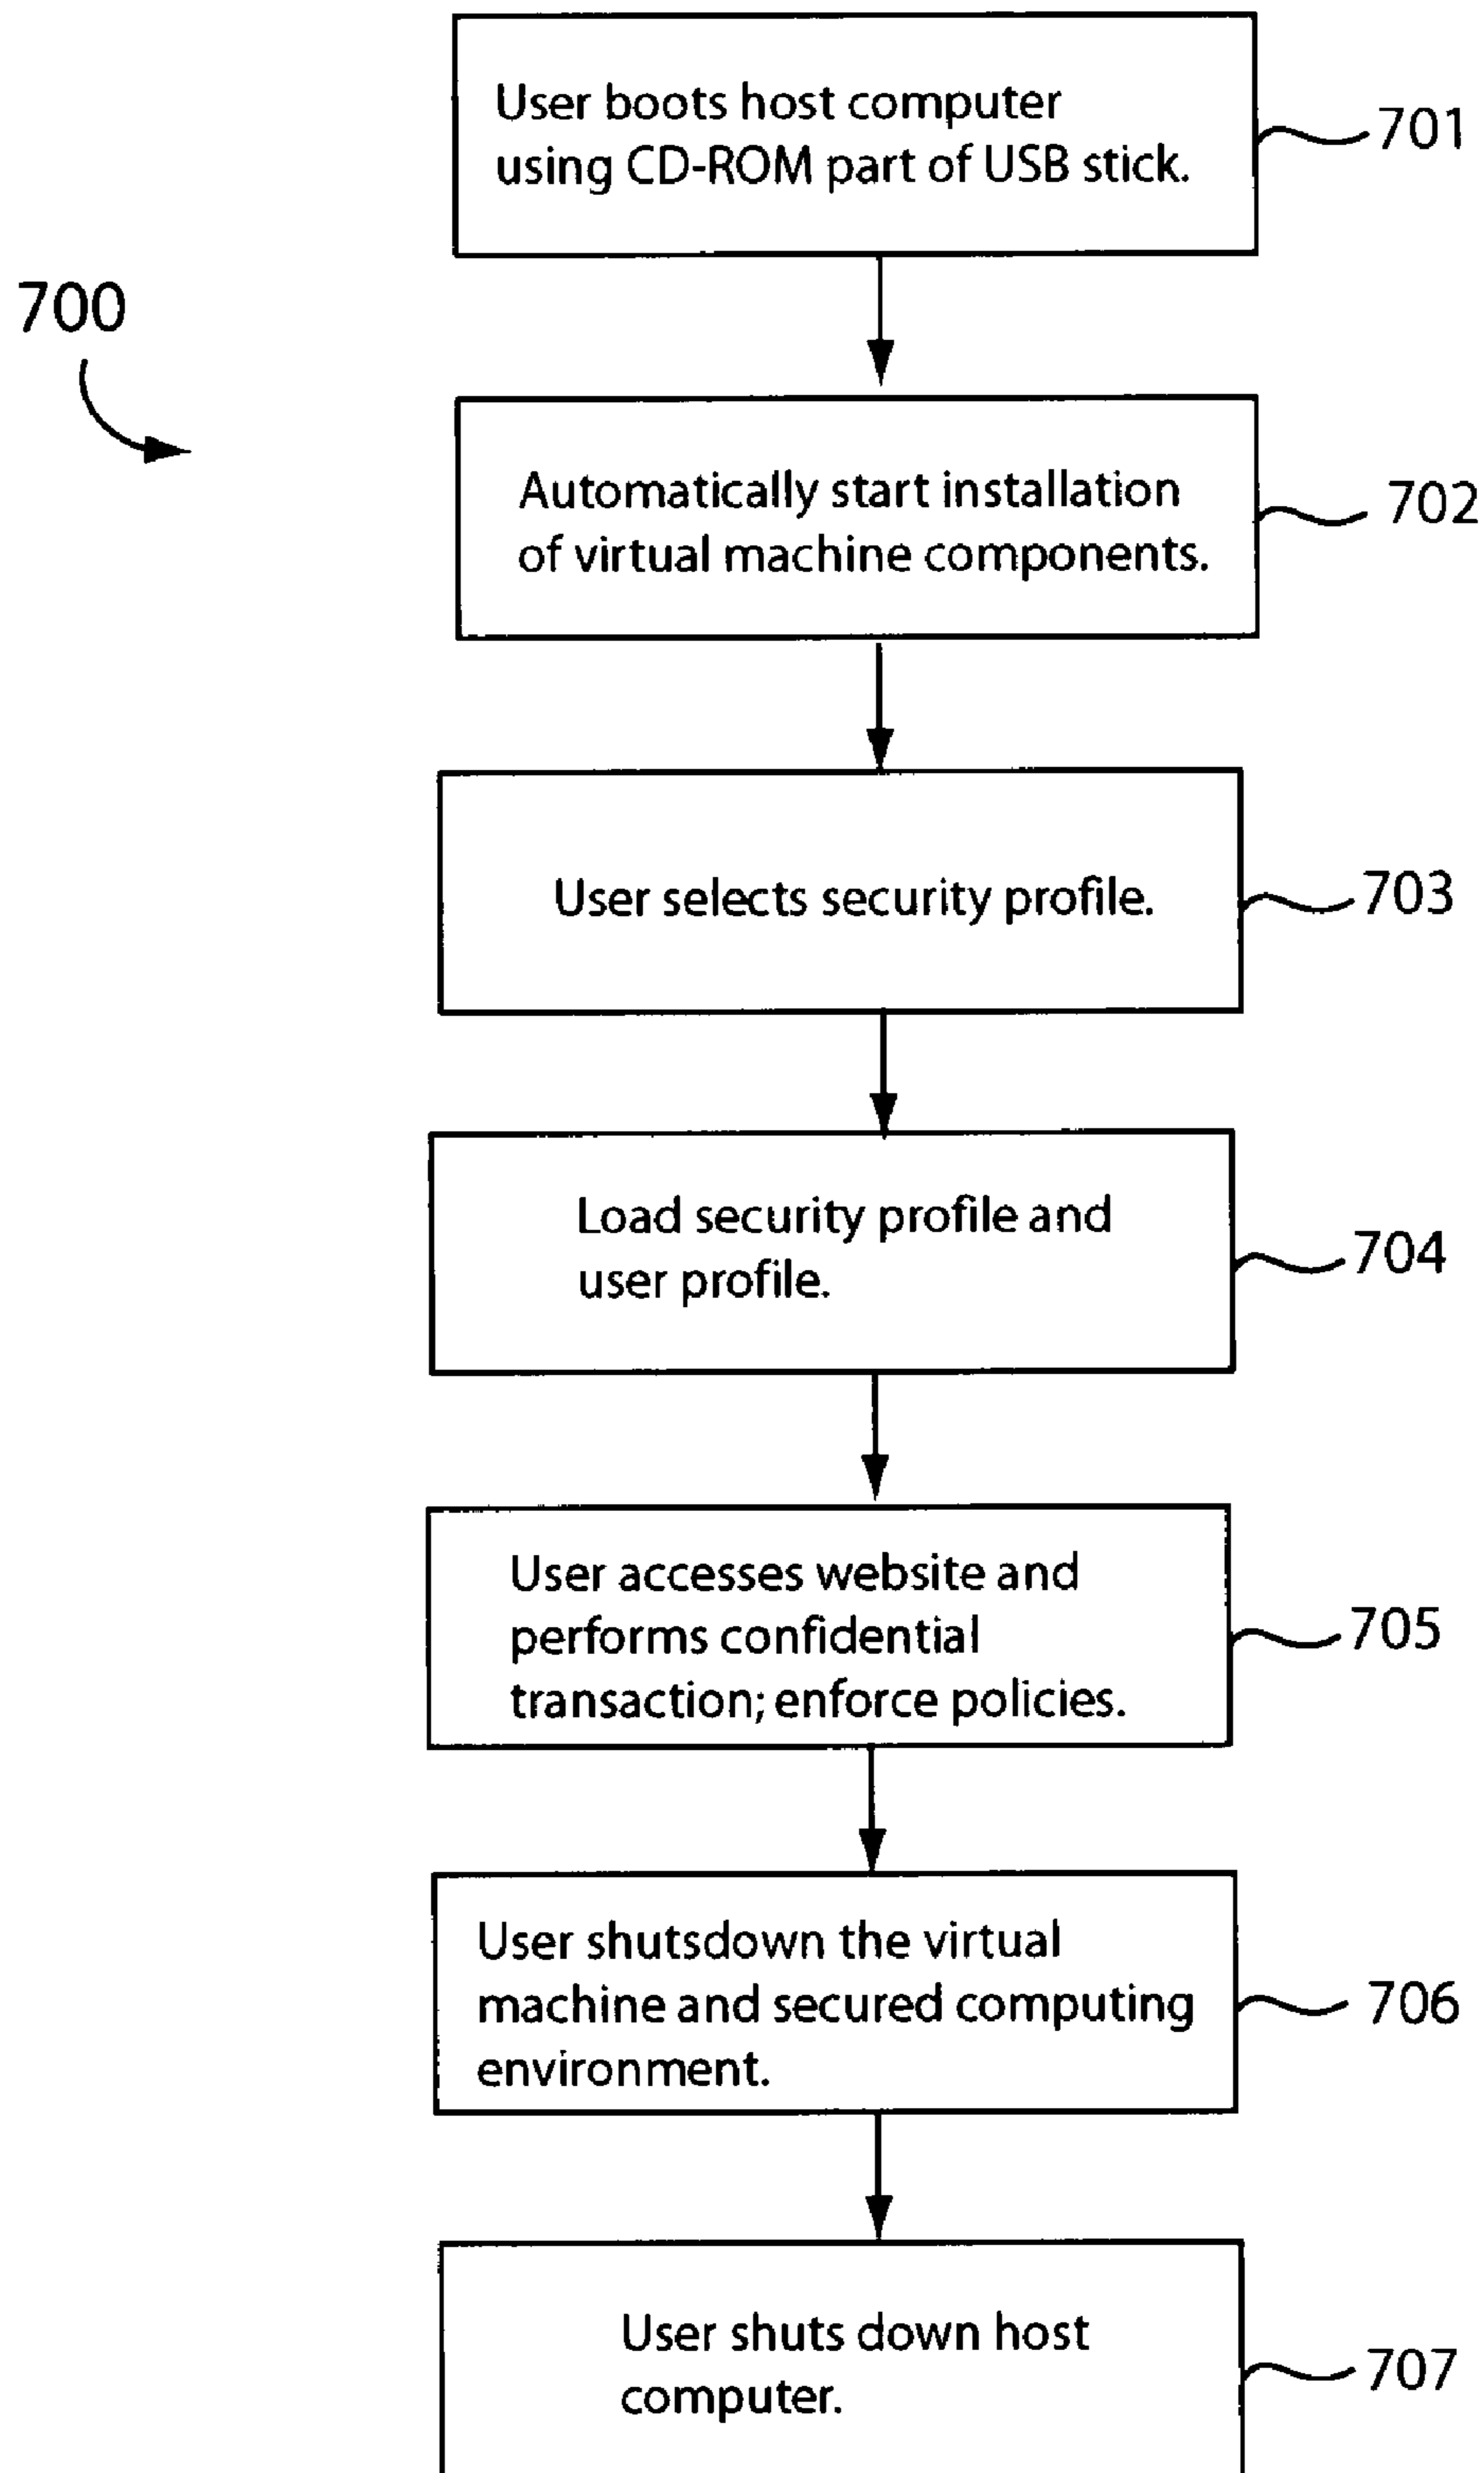 User boots host computer
using CD-ROM part of USB stick.
701
700
Automatically start installation
of virtual machine components.
702
User selects security profile.
703
Load security profile and
user profile.
704
User accesses website and
performs confidential
transaction; enforce policies.
705
User shutsdown the virtual
machine and secured computing
environment.
706
User shuts down host
computer.
707